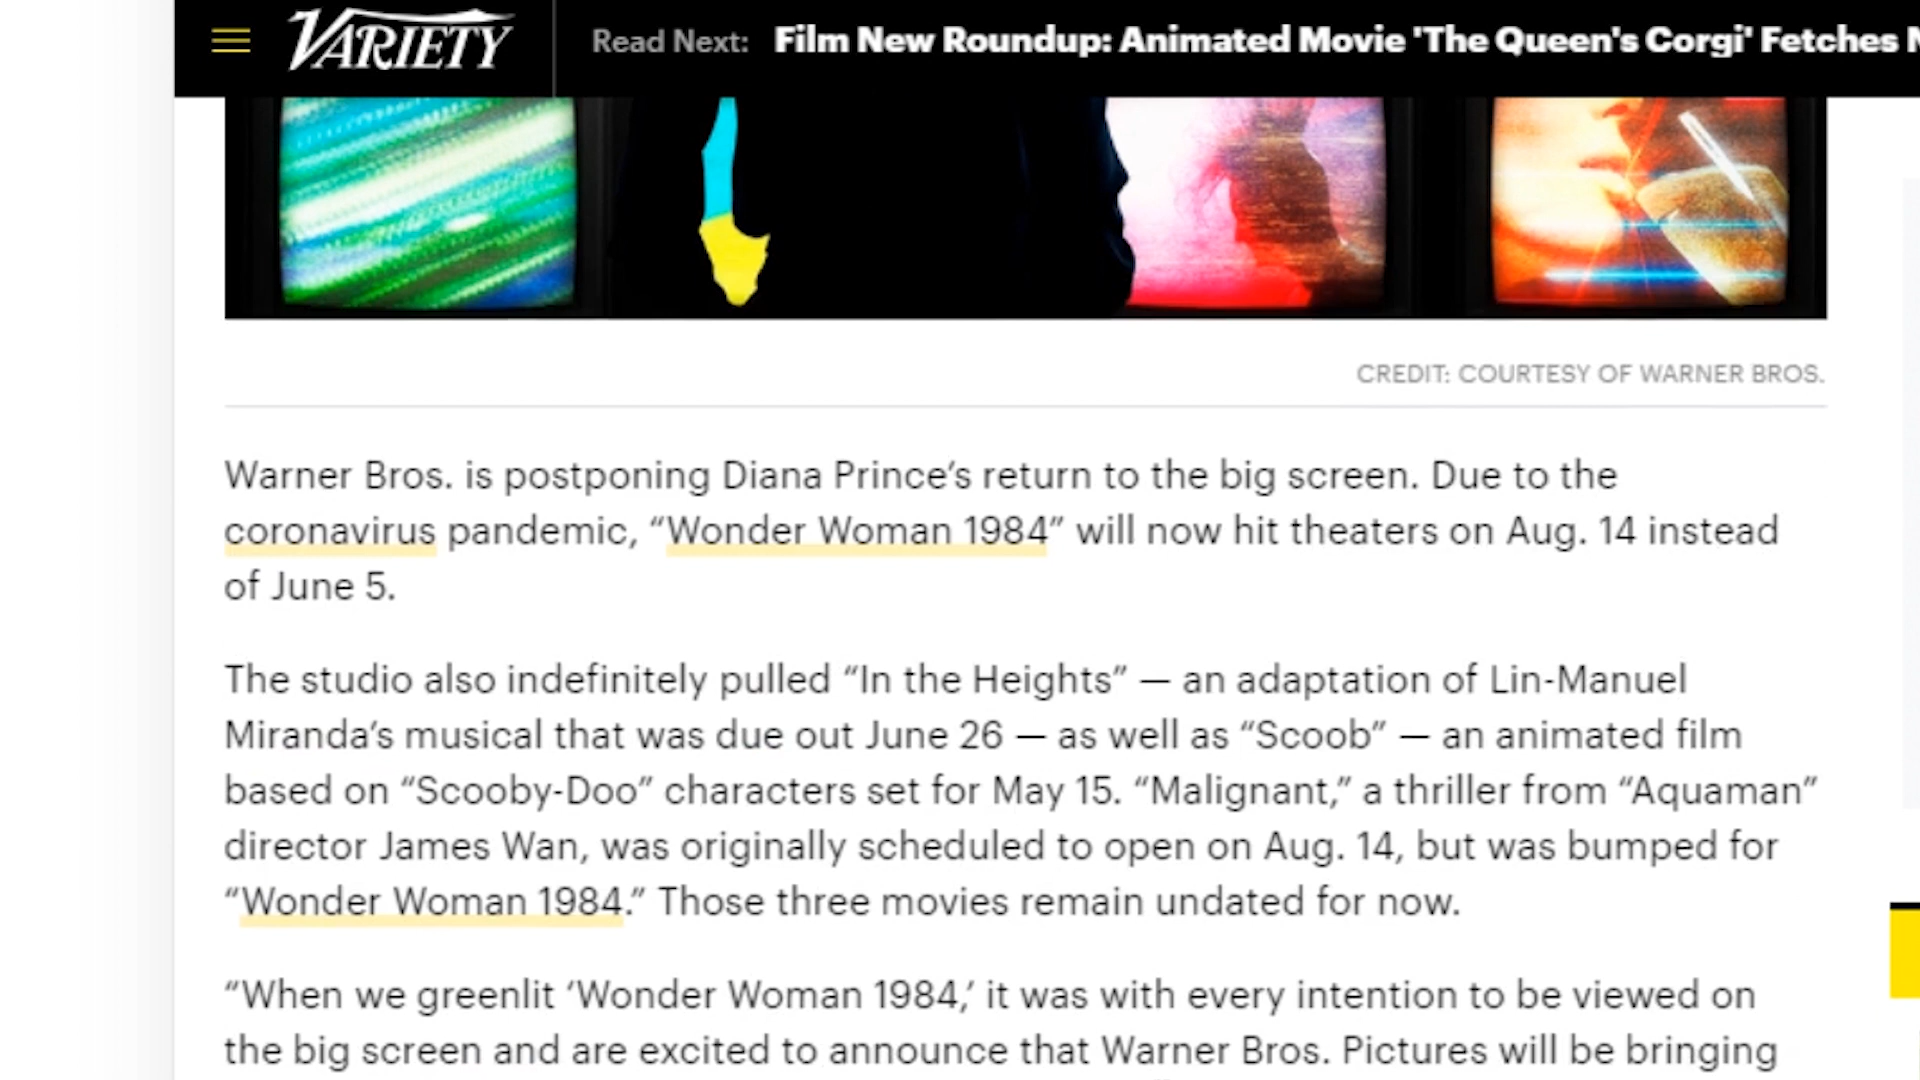 VARIETY
Read Next: Film New Roundup: Animated Movie 'The Queen's Corgi' Fetches
CREDIT: COURTESY OF WARNER BROS.
Warner Bros. is postponing Diana Prince’s return to the big screen. Due to the
coronavirus pandemic, “Wonder Woman 1984” will now hit theaters on Aug. 14 instead
of June 5.
The studio also indefinitely pulled “In the Heights” — an adaptation of Lin-Manuel
Miranda’s musical that was due out June 26 — as well as “Scoob” — an animated film
based on “Scooby-Doo” characters set for May 15. “Malignant,” a thriller from “Aquaman”
director James Wan, was originally scheduled to open on Aug. 14, but was bumped for
“Wonder Woman 1984.” Those three movies remain undated for now.
“When we greenlit ‘Wonder Woman 1984,’ it was with every intention to be viewed on
the big screen and are excited to announce that Warner Bros. Pictures will be bringing